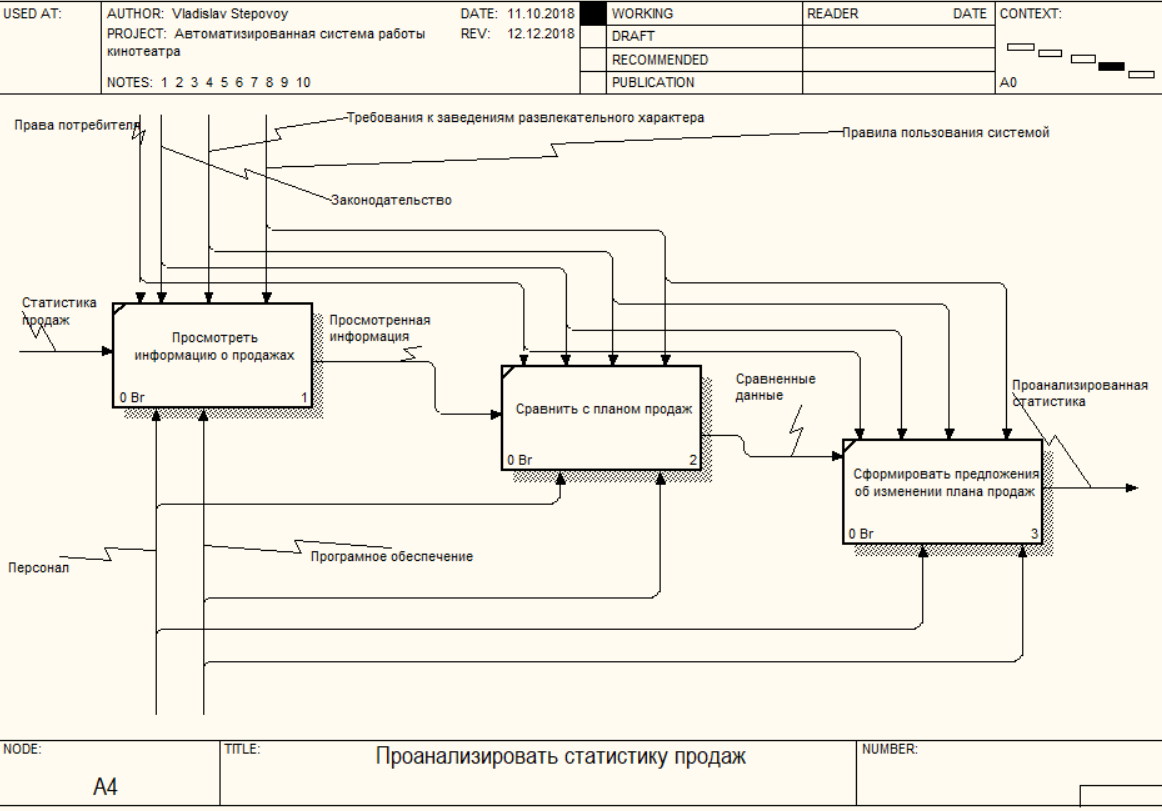 USED AT:
AUTHOR: Vladislav Stepovoy
DATE: 11.10.2018
PROJECT: Автоматизированная система работы
кинотеатра
REV: 12.12.2018
NOTES: 1 2 3 4 5 6 7 8 9 10
WORKING
DRAFT
RECOMMENDED
PUBLICATION
READER DATE
CONTEXT:
A0
Права потребителя
Требования к заведениям развлекательного характера
Правила пользования системой
Законодательство
Статистика
продаж
Просмотреть
информацию о продажах
0 Br 1
Просмотренная
информация
Сравнить с планом продаж
0 Br 2
Сравненные
данные
Сформировать предложения
об изменении плана продаж
0 Br 3
Проанализированная
статистика
Персонал
Програмное обеспечение
NODE:
A4
TITLE:
Проанализировать статистику продаж
NUMBER: